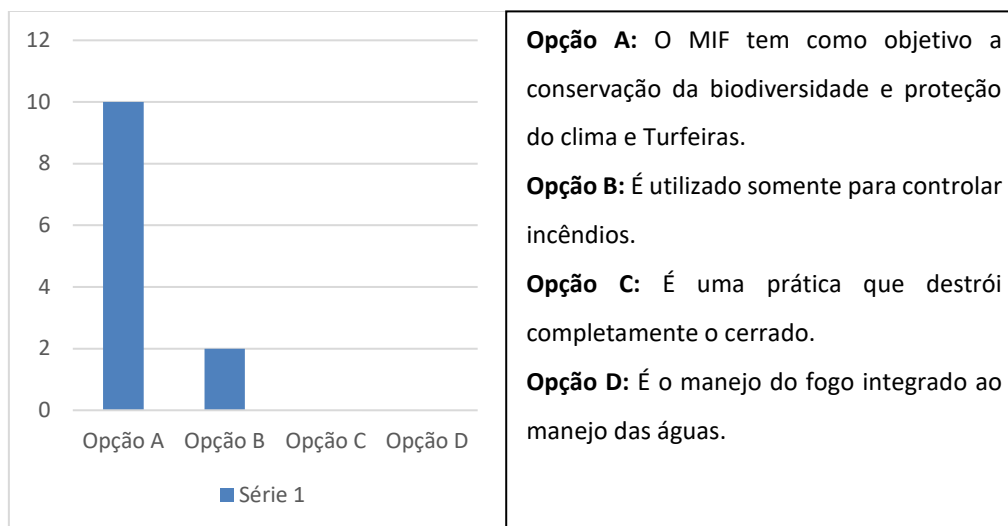 12
10
8
6
4
2
0
Opção A Opção B Opção C Opção D
Série 1
Opção A: O MIF tem como objetivo a
conservação da biodiversidade e proteção
do clima e Turfeiras.
Opção B: É utilizado somente para controlar
incêndios.
Opção C: É uma prática que destrói
completamente o cerrado.
Opção D: É o manejo do fogo integrado ao
manejo das águas.